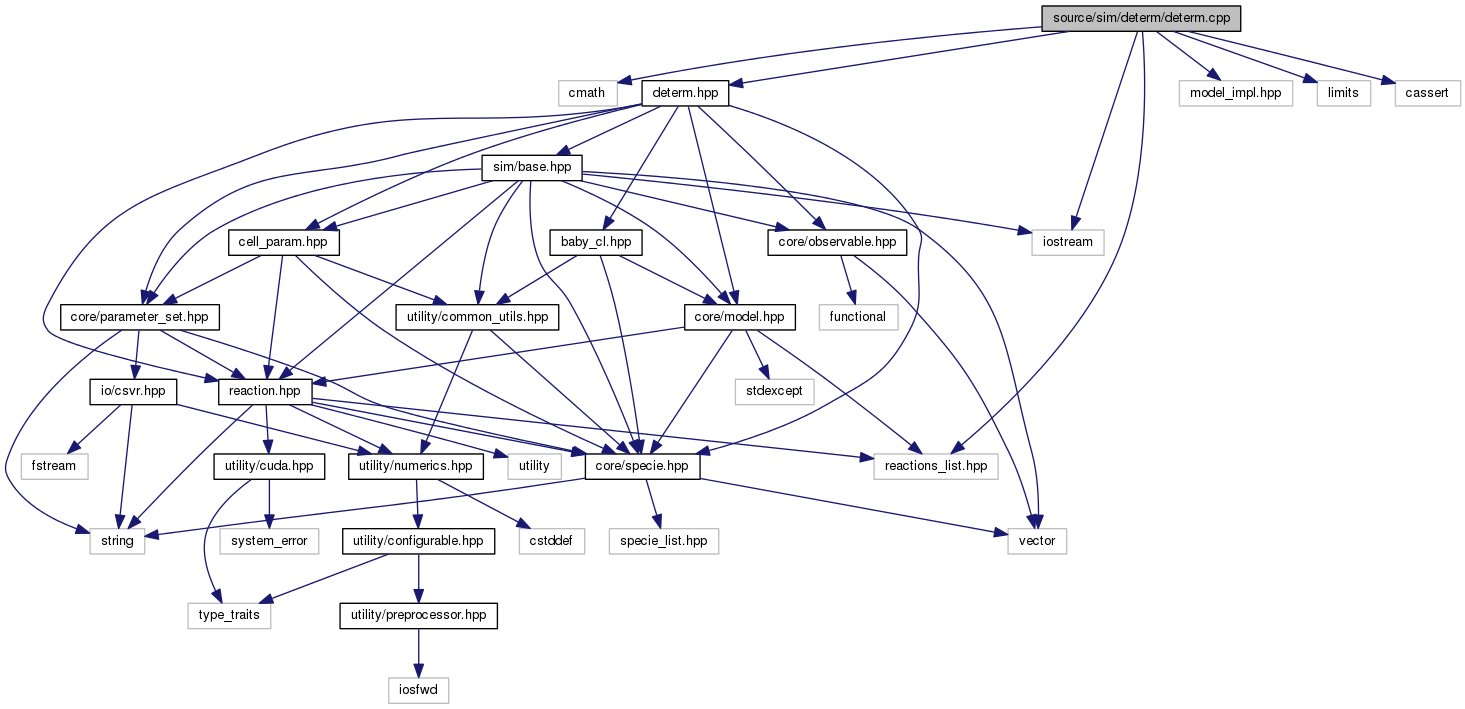 source/sim/determ/determ.cpp
cmath
determ.hpp
model_impl.hpp
limits
cassert
sim/base.hpp
cell_param.hpp
baby_cl.hpp
core/observable.hpp
iostream
core/parameter_set.hpp
utility/common_utils.hpp
core/model.hpp
functional
io/csvr.hpp
reaction.hpp
stdexcept
fstream
utility/cuda.hpp
utility/numerics.hpp
utility
core/specie.hpp
reactions_list.hpp
string
system_error
utility/configurable.hpp
cstddef
specie_list.hpp
vector
type_traits
utility/preprocessor.hpp
iosfwd